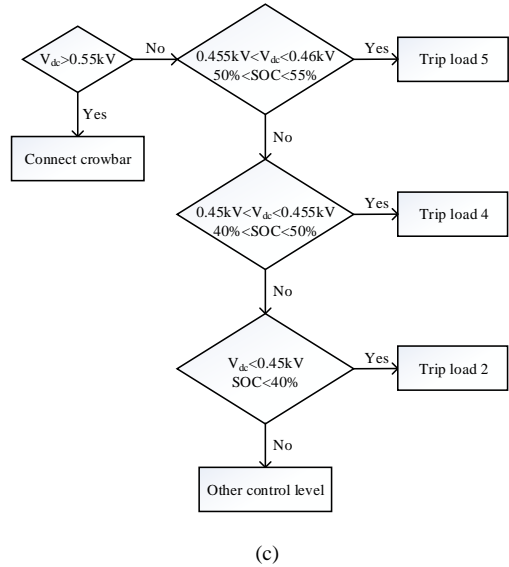 V_dc>0.55kV
No
0.455kV<V_dc<0.46kV
50%<SOC<55%
Yes
Trip load 5
Yes
Connect crowbar
No
0.45kV<V_dc<0.455kV
40%<SOC<50%
Yes
Trip load 4
No
V_dc<0.45kV
SOC<40%
Yes
Trip load 2
No
Other control level
(c)